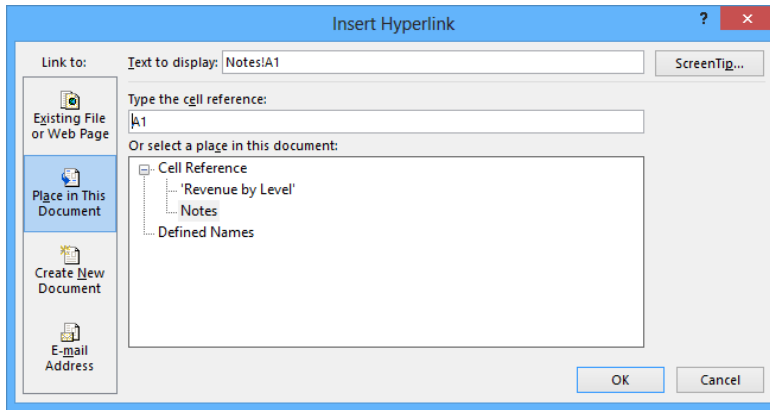 Insert Hyperlink
?
×
Link to:
Text to display: Notes!A1
ScreenTip...
Existing File
or Web Page
Place in This
Document
Create New
Document
E-mail
Address
Type the cell reference:
A1
Or select a place in this document:
Cell Reference
'Revenue by Level'
Notes
Defined Names
OK
Cancel